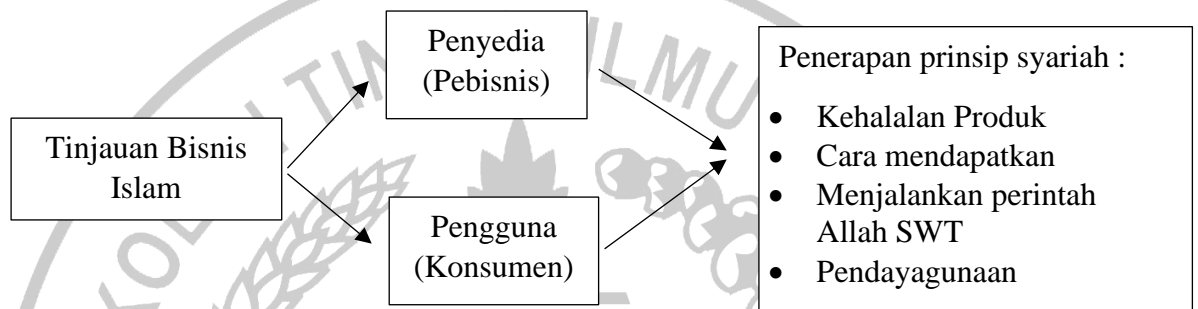 Tinjauan Bisnis
Islam
Penyedia
(Pebisnis)
Pengguna
(Konsumen)
Penerapan prinsip syariah :
• Kehalalan Produk
• Cara mendapatkan
• Menjalankan perintah
Allah SWT
• Pendayagunaan